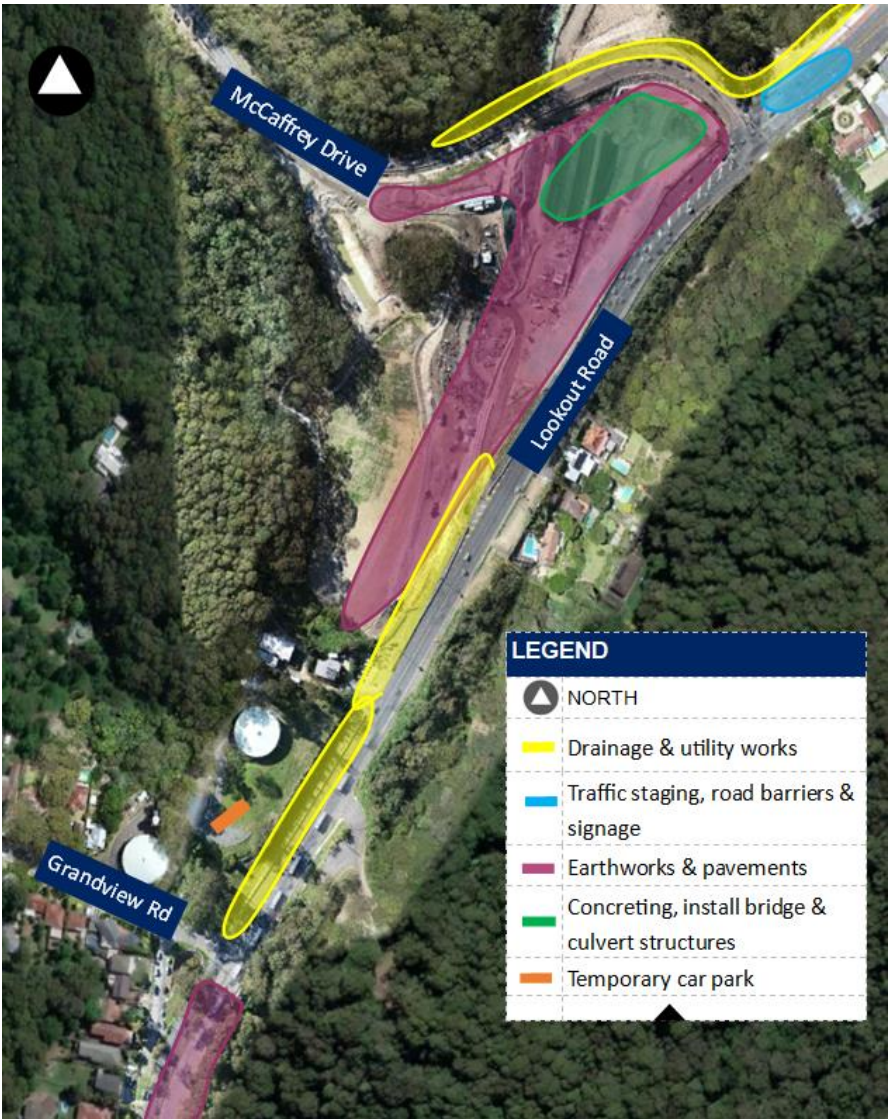 McCaffrey Drive
Lookout Road
Grandview Rd
LEGEND
NORTH
Drainage & utility works
Traffic staging, road barriers &
signage
Earthworks & pavements
Concreting, install bridge &
culvert structures
Temporary car park